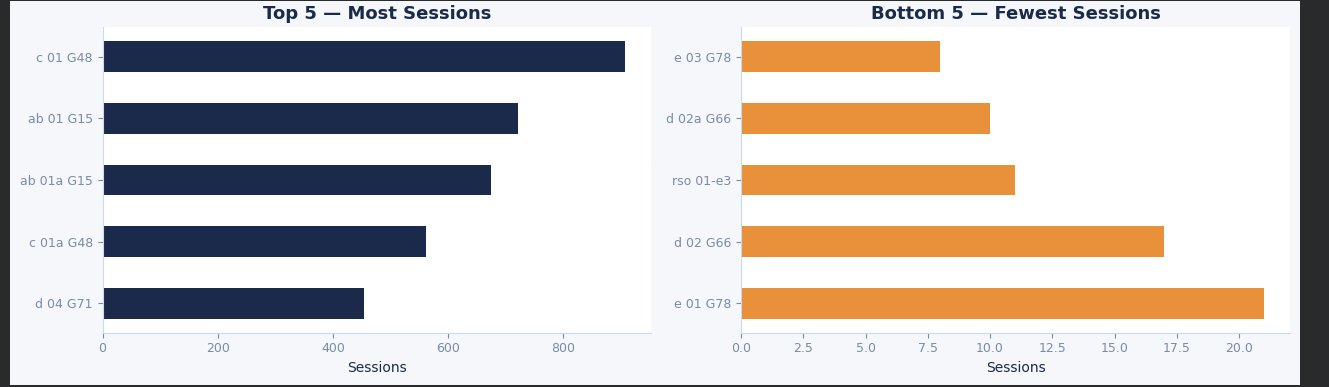 Top 5 — Most Sessions
c 01 G48
ab 01 G15
ab 01a G15
c 01a G48
d 04 G71
0 200 400 600 800
Sessions
Bottom 5 — Fewest Sessions
e 03 G78
d 02a G66
rso 01-e3
d 02 G66
e 01 G78
0.0 2.5 5.0 7.5 10.0 12.5 15.0 17.5 20.0
Sessions